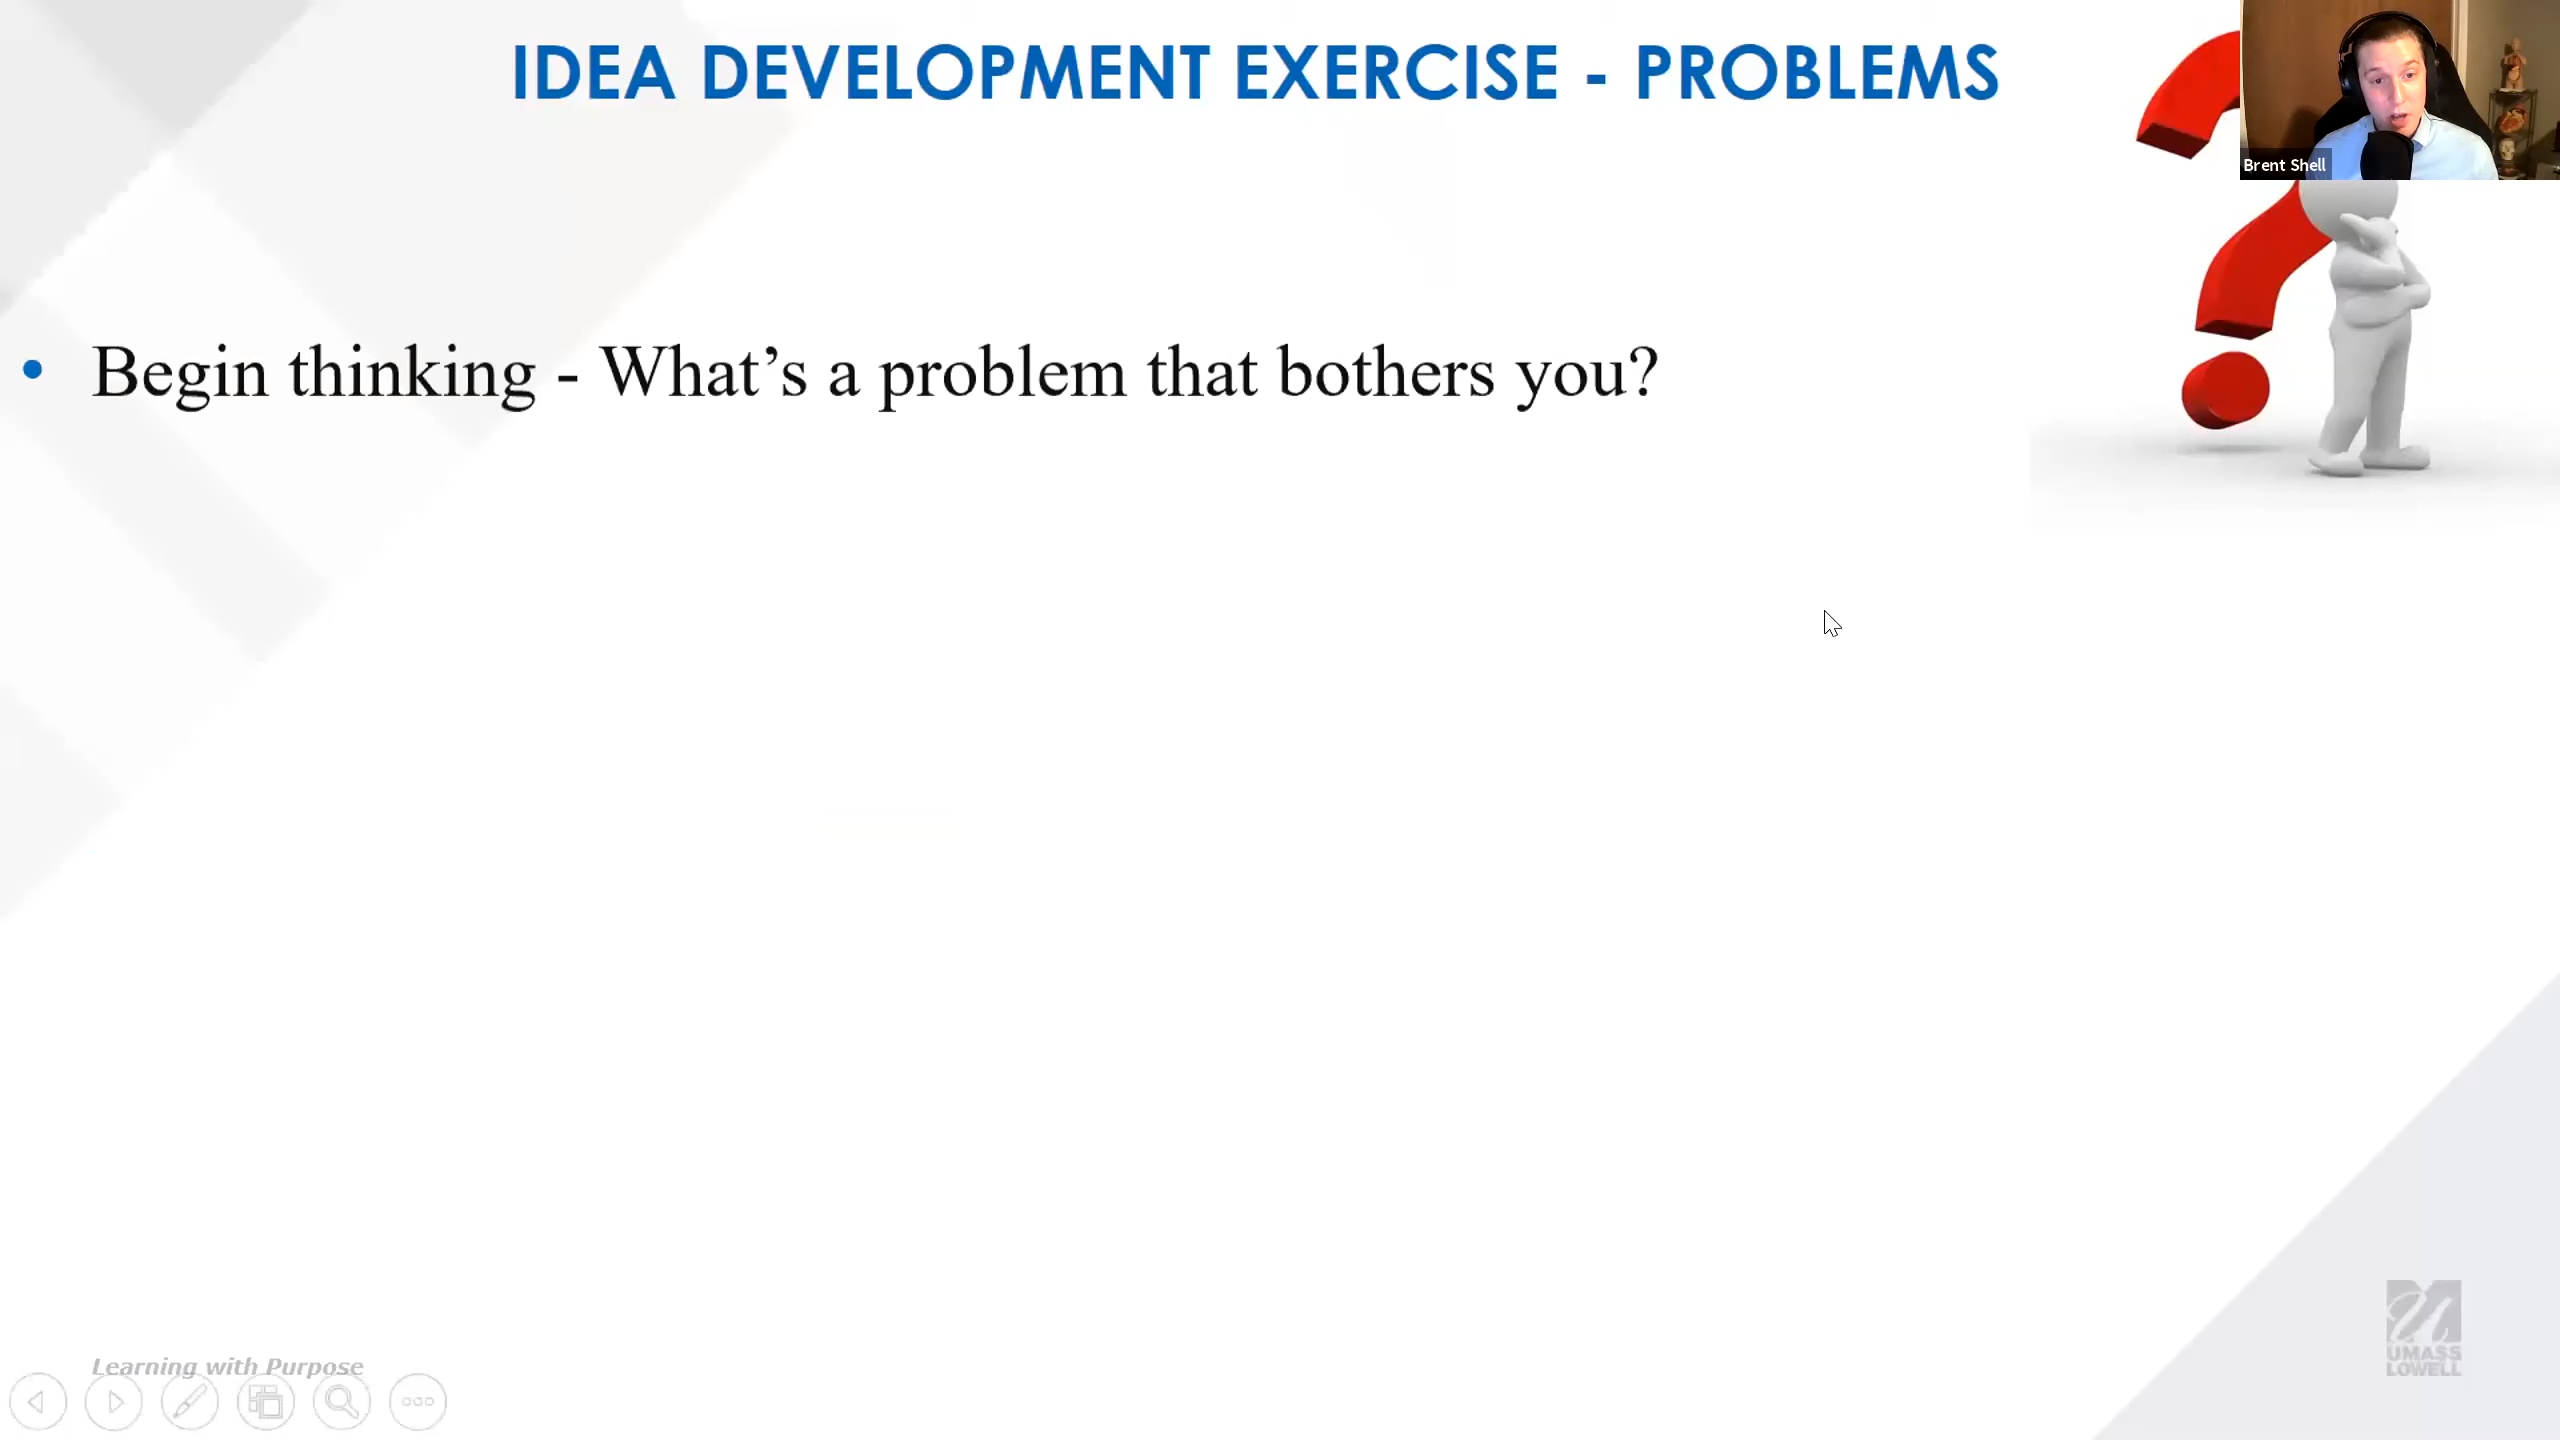 IDEA DEVELOPMENT EXERCISE - PROBLEMS
Brent Shell
• Begin thinking - What’s a problem that bothers you?
Learning with Purpose
UMASS
LOWELL